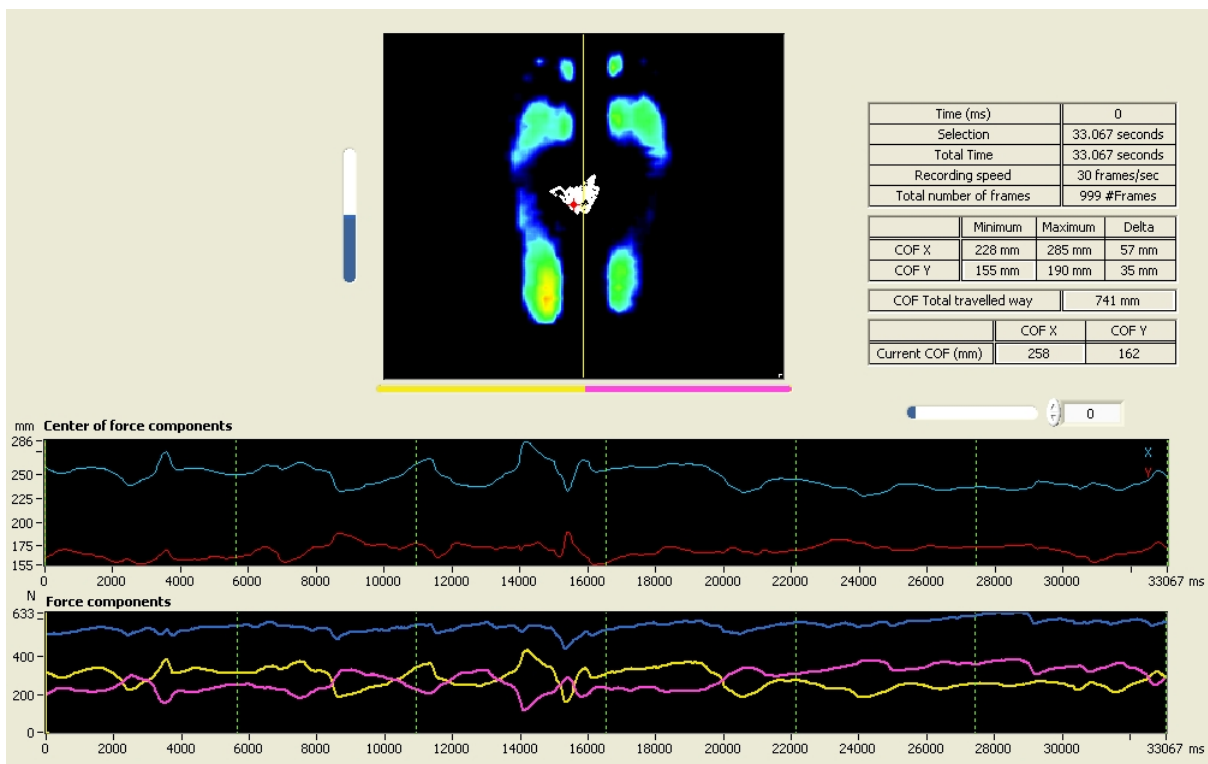 Time (ms) 0
Selection 33.067 seconds
Total Time 33.067 seconds
Recording speed 30 frames/sec
Total number of frames 999 #Frames
Minimum Maximum Delta
COF X 228 mm 285 mm 57 mm
COF Y 155 mm 190 mm 35 mm
COF Total travelled way 741 mm
COF X COF Y
Current COF (mm) 258 162
0
mm Center of force components
286
X
250
Y
225
200
175
155
0 2000 4000 6000 8000 10000 12000 14000 16000 18000 20000 22000 24000 26000 28000 30000 33067 ms
N Force components
633
400
200
0
0 2000 4000 6000 8000 10000 12000 14000 16000 18000 20000 22000 24000 26000 28000 30000 33067 ms